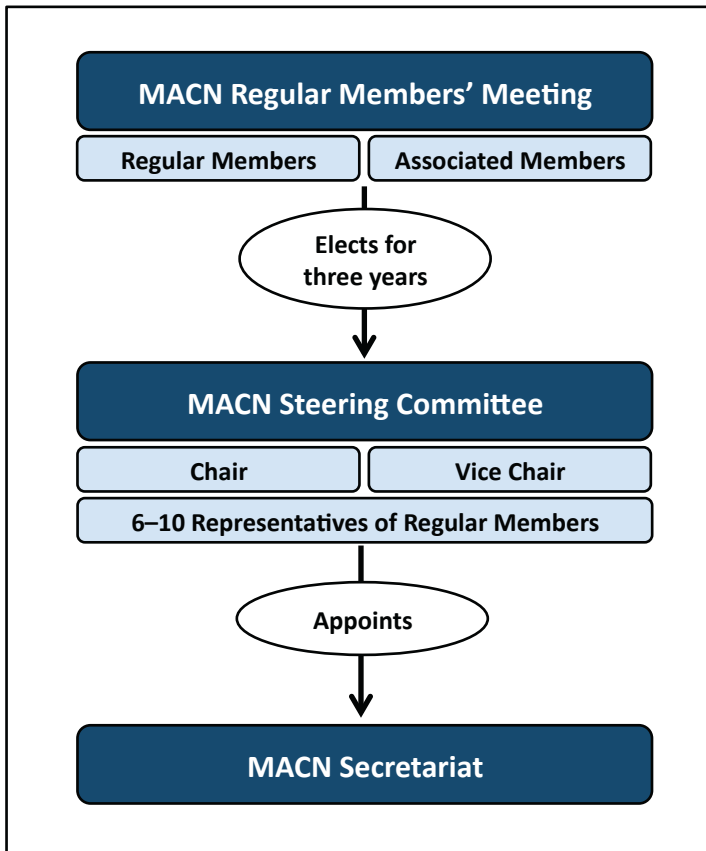 MACN Regular Members’ Meeting
Regular Members
Associated Members
Elects for
three years
MACN Steering Committee
Chair
Vice Chair
6–10 Representatives of Regular Members
Appoints
MACN Secretariat